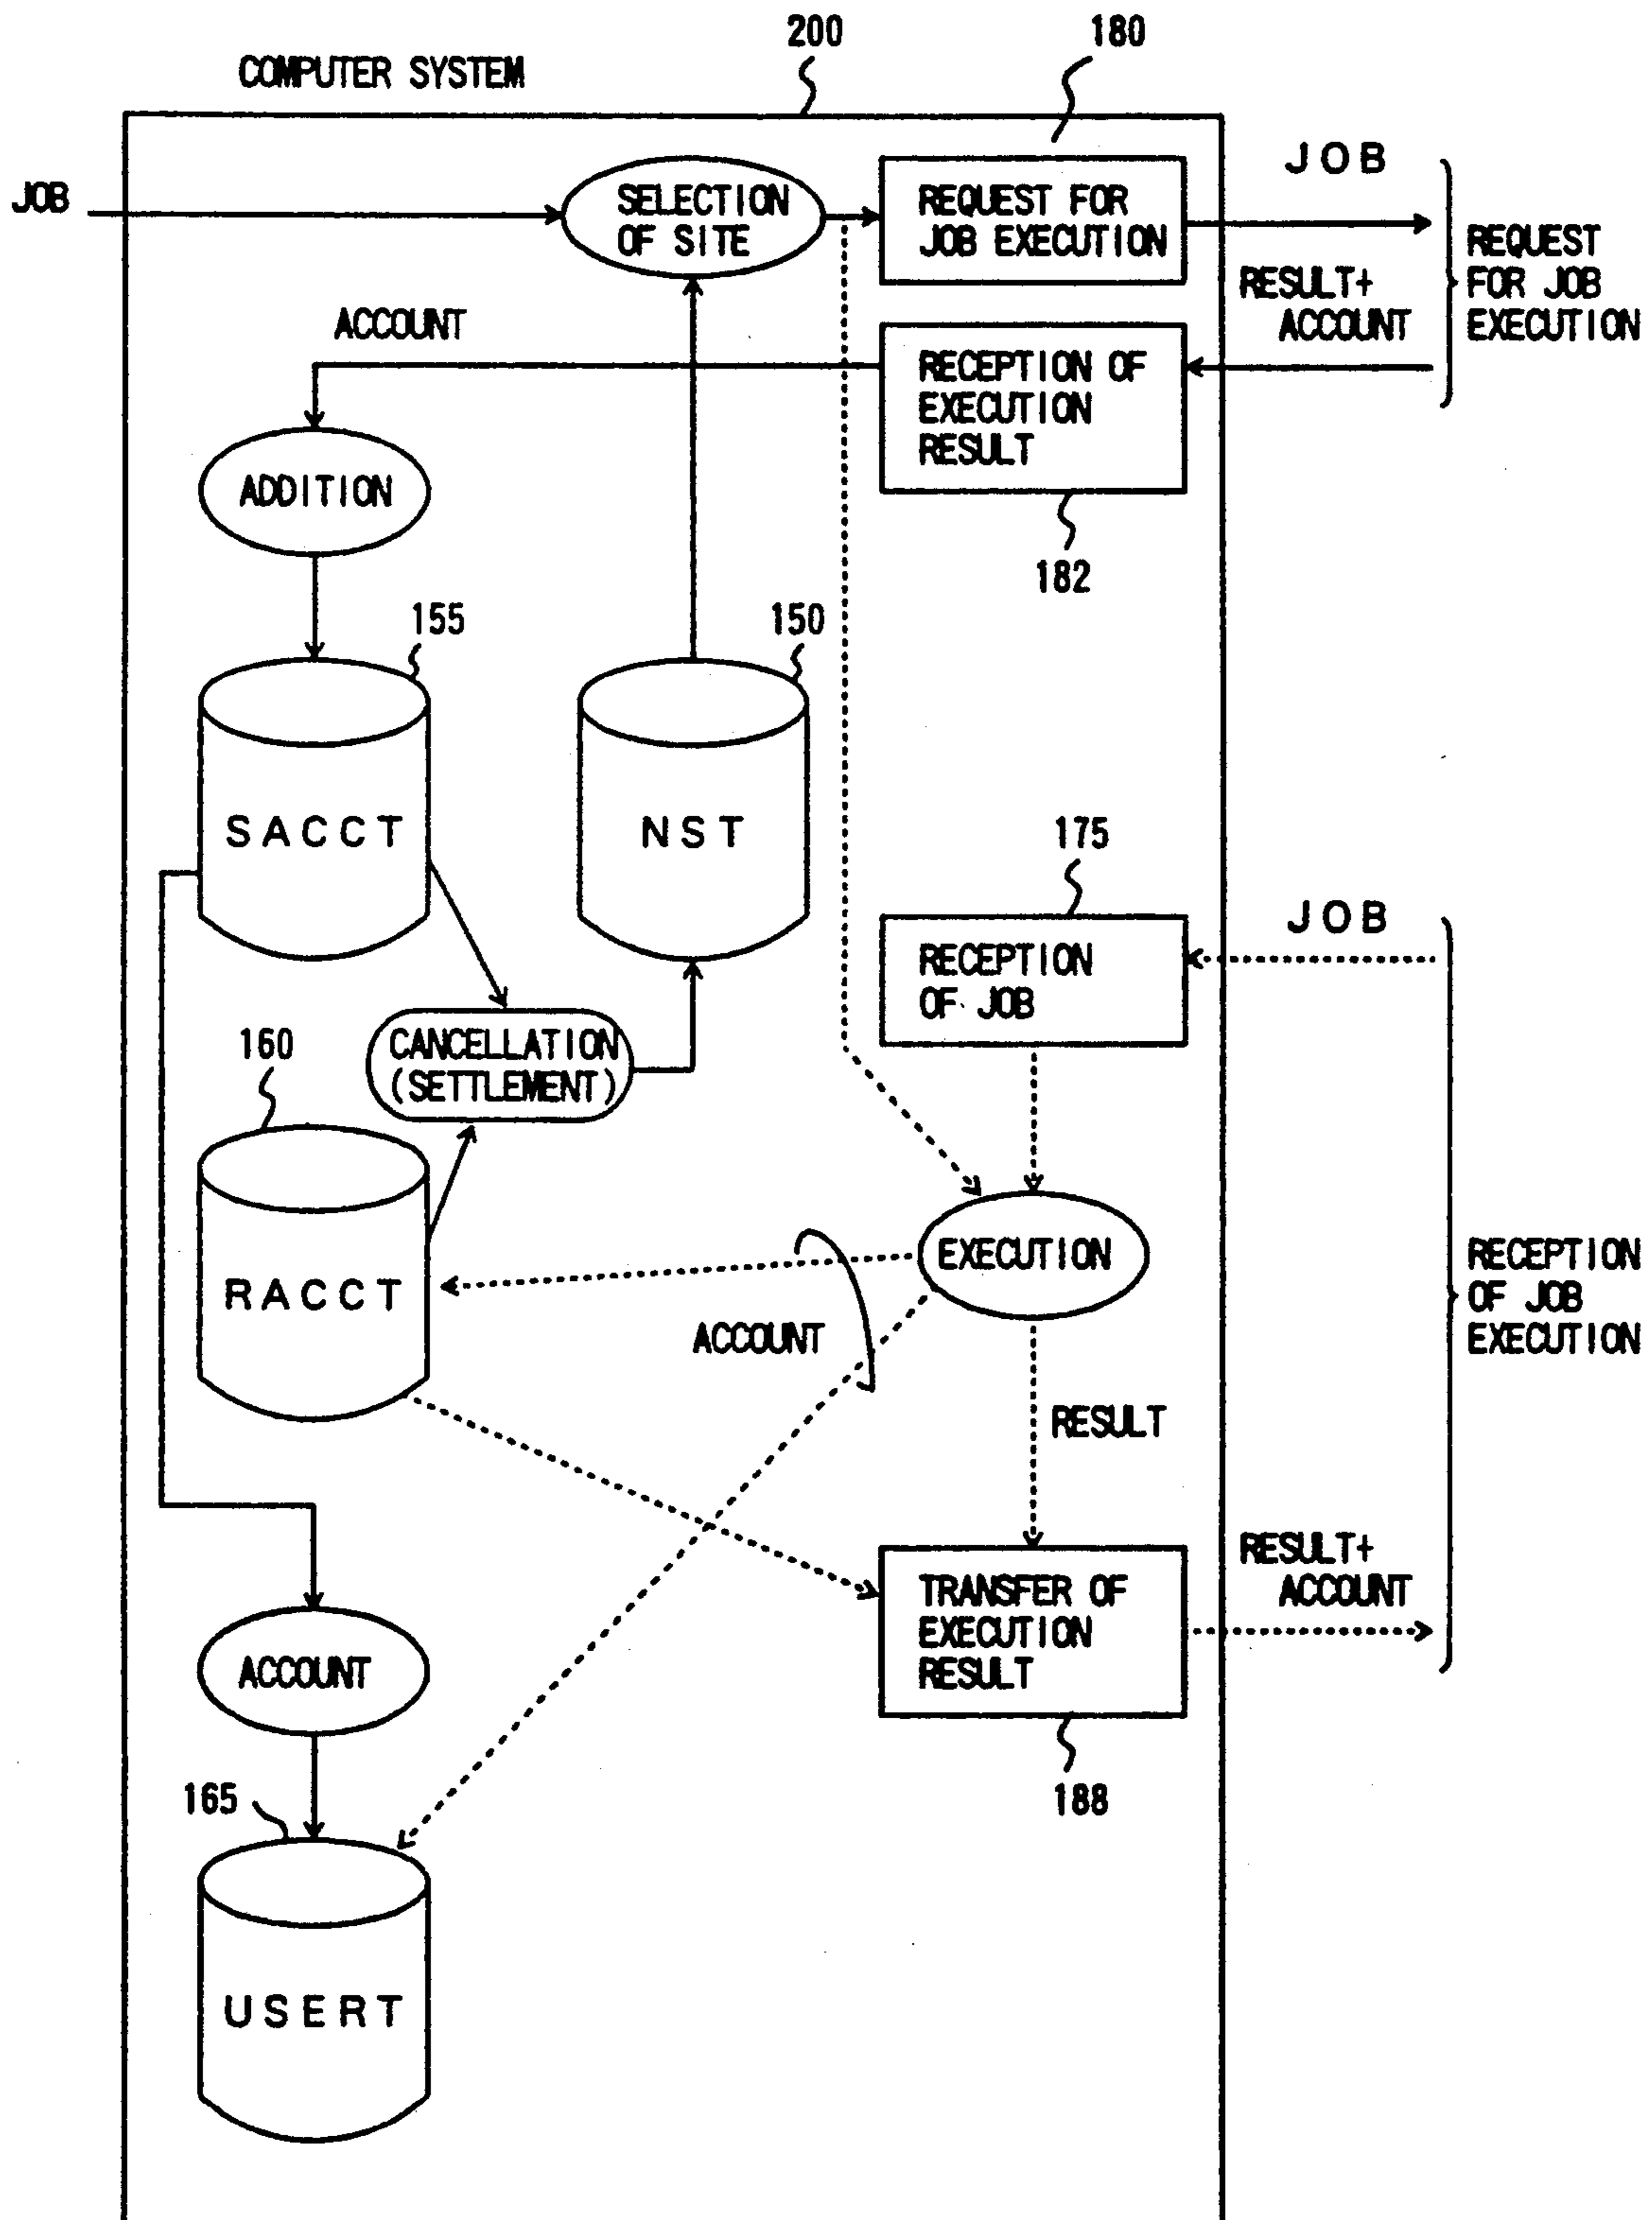 200
180
COMPUTER SYSTEM
JOB
JOB
SELECTION
OF SITE
REQUEST FOR
JOB EXECUTION
REQUEST
FOR JOB
EXECUTION
RESULT+
ACCOUNT
ACCOUNT
RECEPTION OF
EXECUTION
RESULT
ADDITION
182
155
150
SACCT
NST
175
JOB
RECEPTION
OF JOB
160
CANCELLATION
(SETTLEMENT)
RACCT
EXECUTION
ACCOUNT
RECEPTION
OF JOB
EXECUTION
RESULT
RESULT+
ACCOUNT
TRANSFER OF
EXECUTION
RESULT
ACCOUNT
165
188
USERT